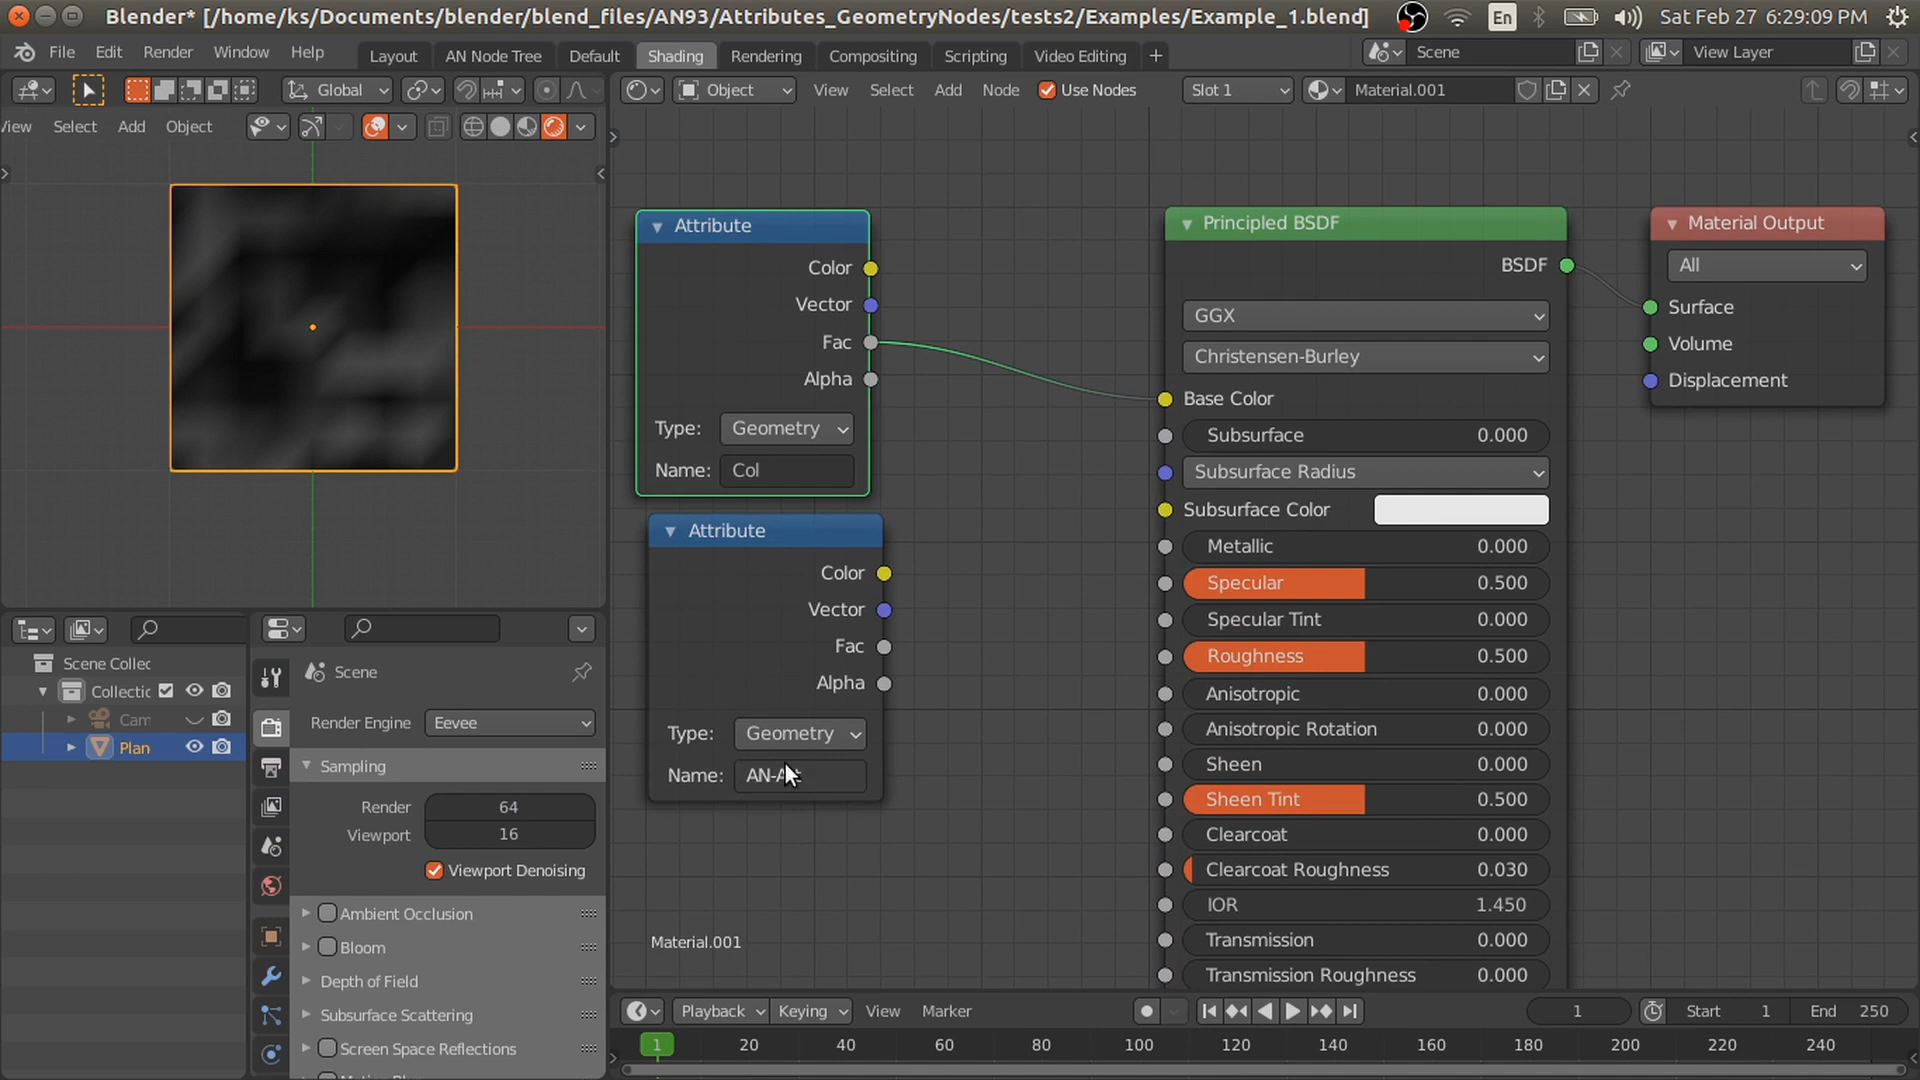 Blender* [/home/ks/Documents/blender/blend_files/AN93/Attributes_GeometryNodes/tests2/Examples/Example_1.blend]
En
Sat Feb 27 6:29:09 PM
File Edit Render Window Help
Layout AN Node Tree Default Shading Rendering Compositing Scripting Video Editing +
Scene
View Layer
Global
Object View Select Add Node Use Nodes
Slot 1
Material.001
Select Add Object
Attribute
Color
Vector
Fac
Alpha
Type: Geometry
Name: Col
Attribute
Color
Vector
Fac
Alpha
Type: Geometry
Name:
Principled BSDF
BSDF
GGX
Christensen-Burley
Base Color
Subsurface 0.000
Subsurface Radius
Subsurface Color
Metallic 0.000
Specular 0.500
Specular Tint 0.000
Roughness 0.500
Anisotropic 0.000
Anisotropic Rotation 0.000
Sheen 0.000
Sheen Tint 0.500
Clearcoat 0.000
Clearcoat Roughness 0.030
IOR 1.450
Transmission 0.000
Transmission Roughness 0.000
Material Output
All
Surface
Volume
Displacement
Material.001
Scene Collec
Collectic
Cam
Plan
Scene
Render Engine Eevee
Sampling
Render 64
Viewport 16
Viewport Denoising
Ambient Occlusion
Bloom
Depth of Field
Subsurface Scattering
Screen Space Reflections
Playback Keying View Marker
1
Start 1
End 250
1 20 40 60 80 100 120 140 160 180 200 220 240